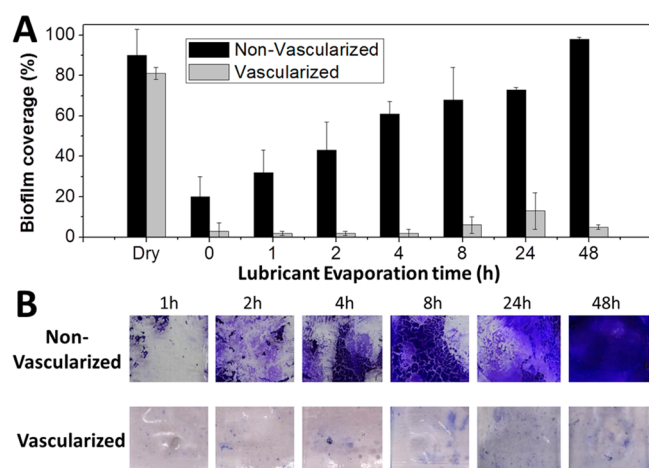 A
Biofilm coverage (%)
100
80
60
40
20
0
Non-Vascularized
Vascularized
Dry 0 1 2 4 8 24 48
Lubricant Evaporation time (h)
B
1h 2h 4h 8h 24h 48h
Non-
Vascularized
Vascularized